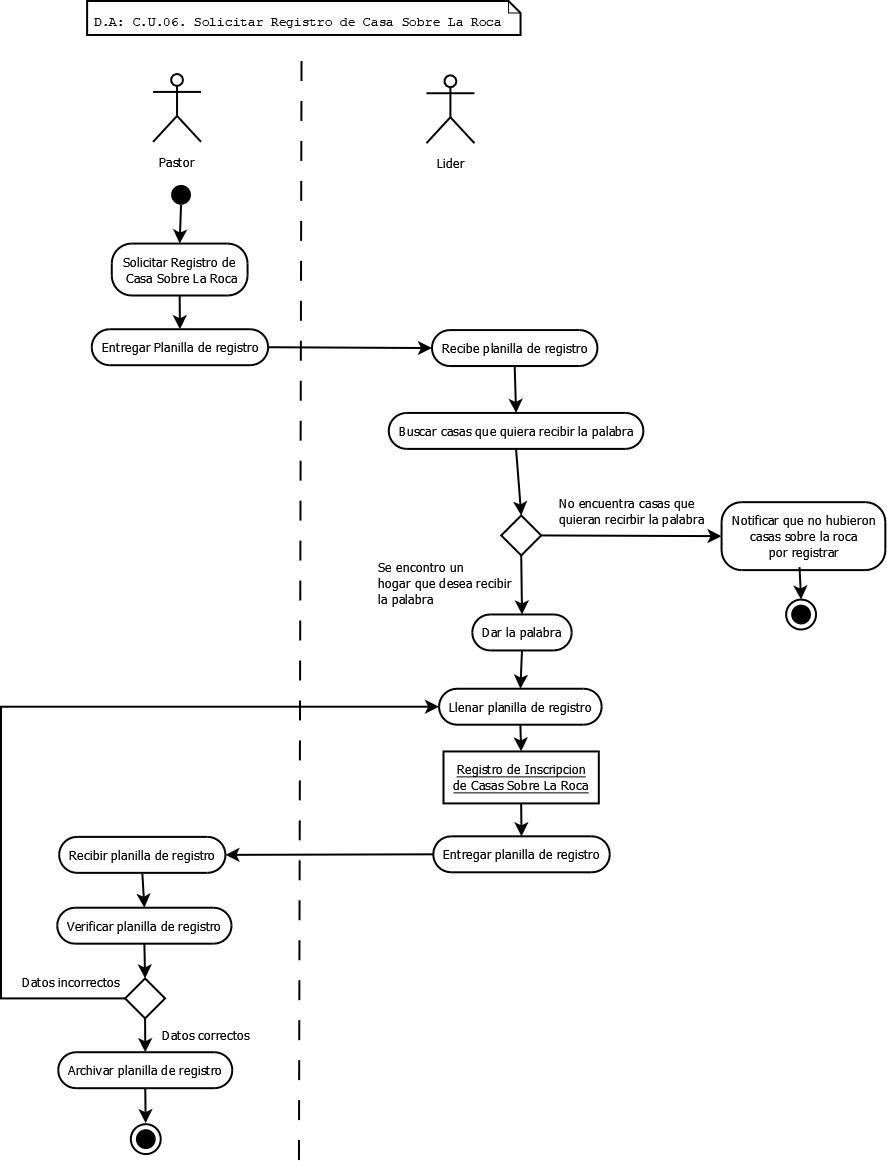 D.A: C.U.06. Solicitar Registro de Casa Sobre La Roca
Pastor
Lider
Solicitar Registro de
Casa Sobre La Roca
Entregar Planilla de registro
Recibe planilla de registro
Buscar casas que quiera recibir la palabra
No encuentra casas que
quieran recirbir la palabra
Notificar que no hubieron
casas sobre la roca
por registrar
Se encontro un
hogar que desea recibir
la palabra
Dar la palabra
Llenar planilla de registro
Registro de Inscripcion
de Casas Sobre La Roca
Entregar planilla de registro
Recibir planilla de registro
Verificar planilla de registro
Datos incorrectos
Datos correctos
Archivar planilla de registro